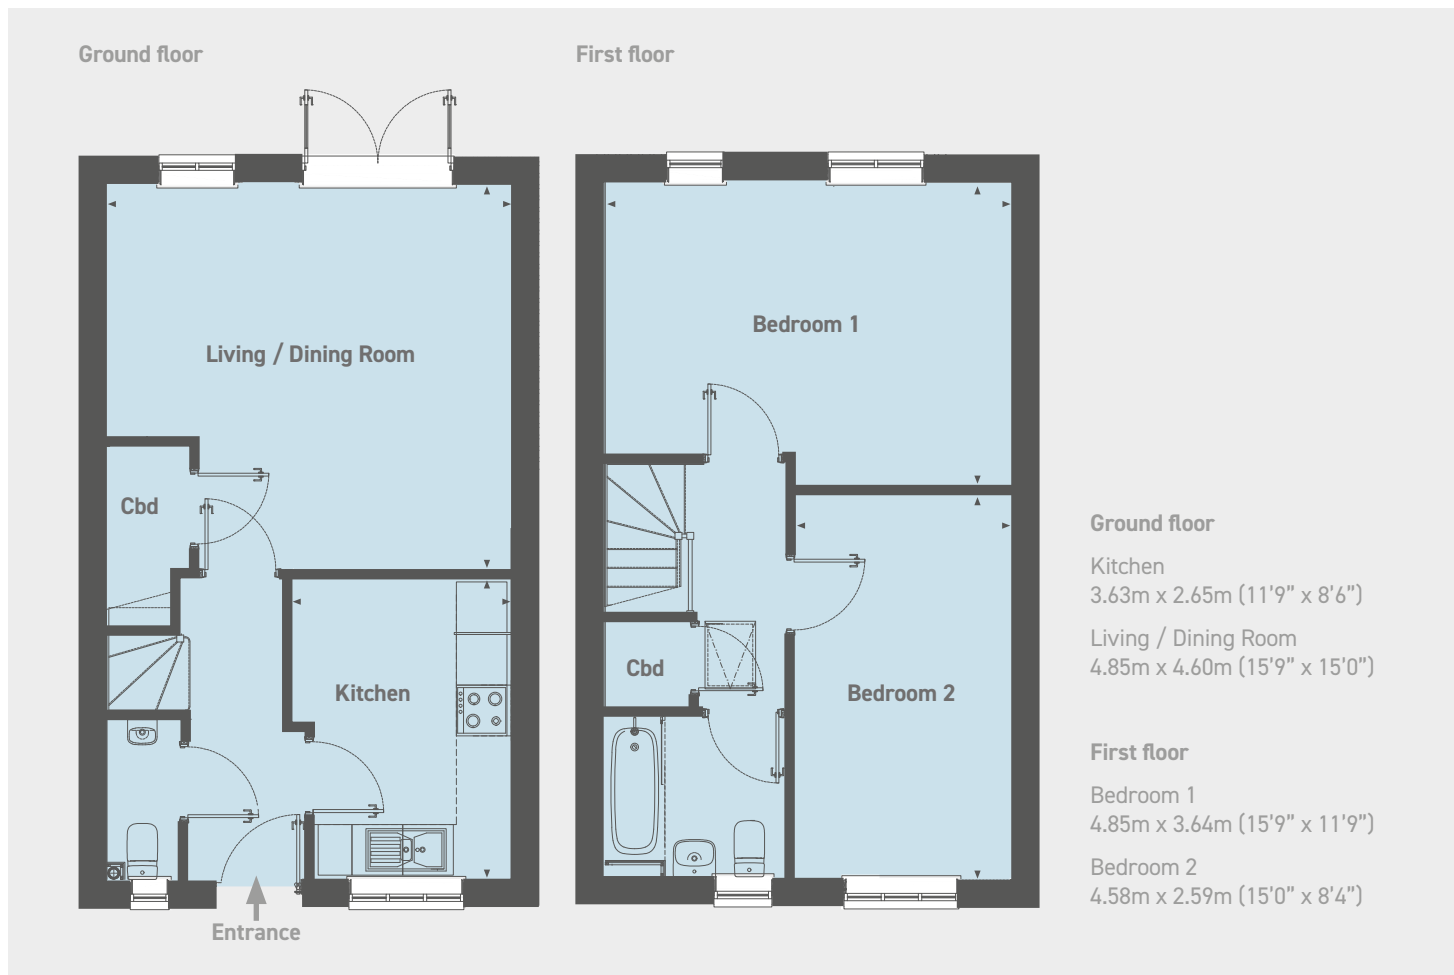 Ground floor
First floor
Living / Dining Room
Bedroom 1
Cbd
Kitchen
Cbd
Bedroom 2
Entrance
Ground floor
Kitchen
3.63m x 2.65m (11’9” x 8’6”)
Living / Dining Room
4.85m x 4.60m (15’9” x 15’0”)
First floor
Bedroom 1
4.85m x 3.64m (15’9” x 11’9”)
Bedroom 2
4.58m x 2.59m (15’0” x 8’4”)